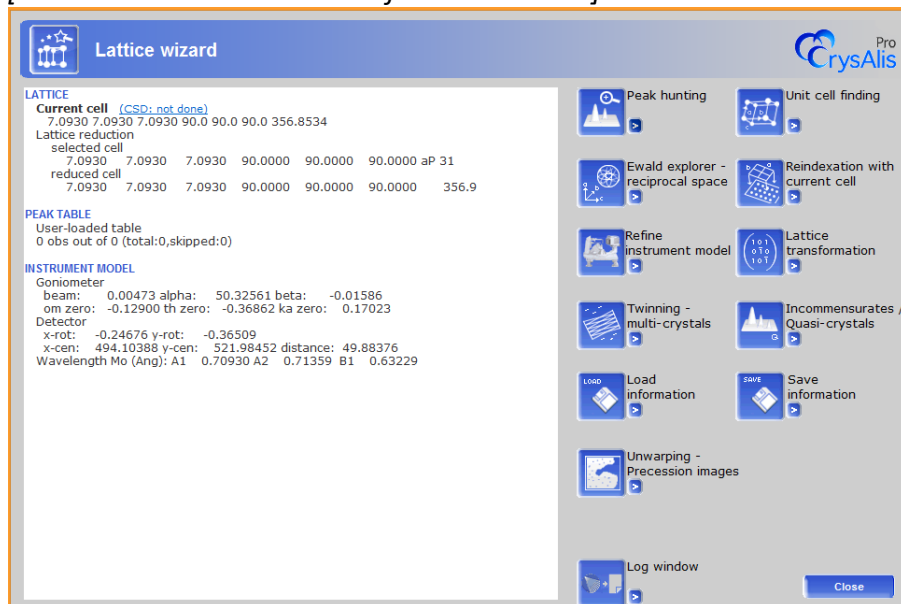 Lattice wizard
CrysAlis Pro
LATTICE
Current cell (CSD: not done)
7.0930 7.0930 7.0930 90.0 90.0 90.0 356.8534
Lattice reduction
selected cell
7.0930 7.0930 7.0930 90.0000 90.0000 90.0000 aP 31
reduced cell
7.0930 7.0930 7.0930 90.0000 90.0000 90.0000 356.9
PEAK TABLE
User-loaded table
0 obs out of 0 (total:0,skipped:0)
INSTRUMENT MODEL
Goniometer
beam: 0.00473 alpha: 50.32561 beta: -0.01586
om zero: -0.12900 th zero: -0.36862 ka zero: 0.17023
Detector
x-rot: -0.24676 y-rot: -0.36509
x-cen: 494.10388 y-cen: 521.98452 distance: 49.88376
Wavelength Mo (Ang): A1 0.70930 A2 0.71359 B1 0.63229
Peak hunting
Unit cell finding
Ewald explorer -
reciprocal space
Reindexation with
current cell
Refine
instrument model
Lattice
transformation
Twinning -
multi-crystals
Incommensurates /
Quasi-crystals
LOAD
Load
information
SAVE
Save
information
Unwarping -
Precession images
Log window
Close